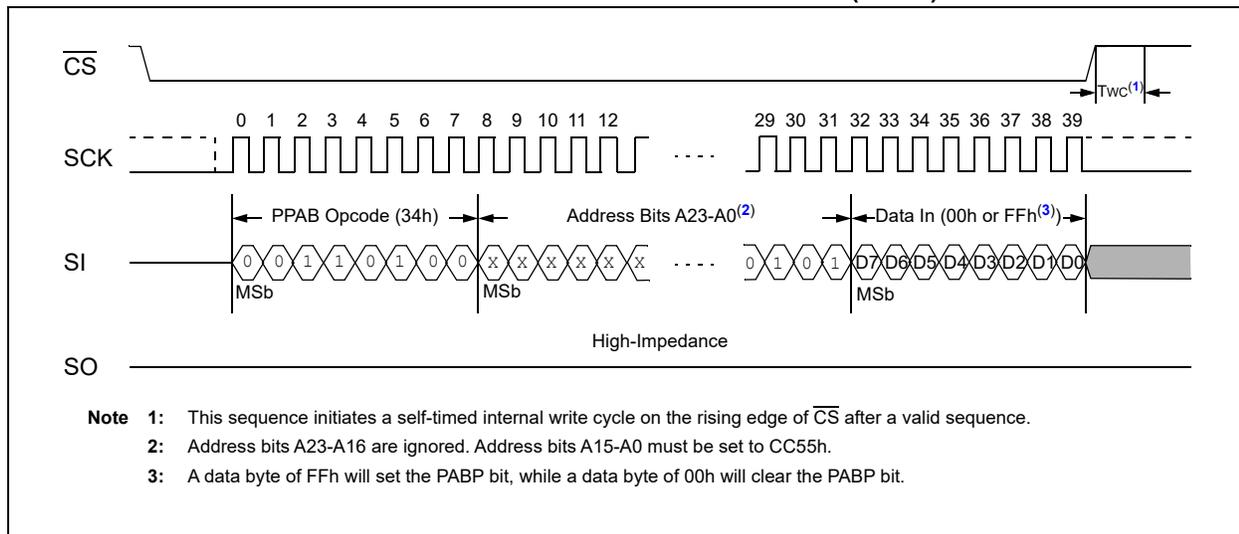 CS
TWC(1)
0 1 2 3 4 5 6 7 8 9 10 11 12 29 30 31 32 33 34 35 36 37 38 39
SCK
PPAB Opcode (34h) Address Bits A23-A0(2) Data In (00h or FFh(3))
SI 0 0 1 1 0 1 0 0 X X X X X X 0 1 0 1 D7 D6 D5 D4 D3 D2 D1 D0
MSb MSb MSb
High-Impedance
SO
Note 1: This sequence initiates a self-timed internal write cycle on the rising edge of CS after a valid sequence.
2: Address bits A23-A16 are ignored. Address bits A15-A0 must be set to CC55h.
3: A data byte of FFh will set the PABP bit, while a data byte of 00h will clear the PABP bit.